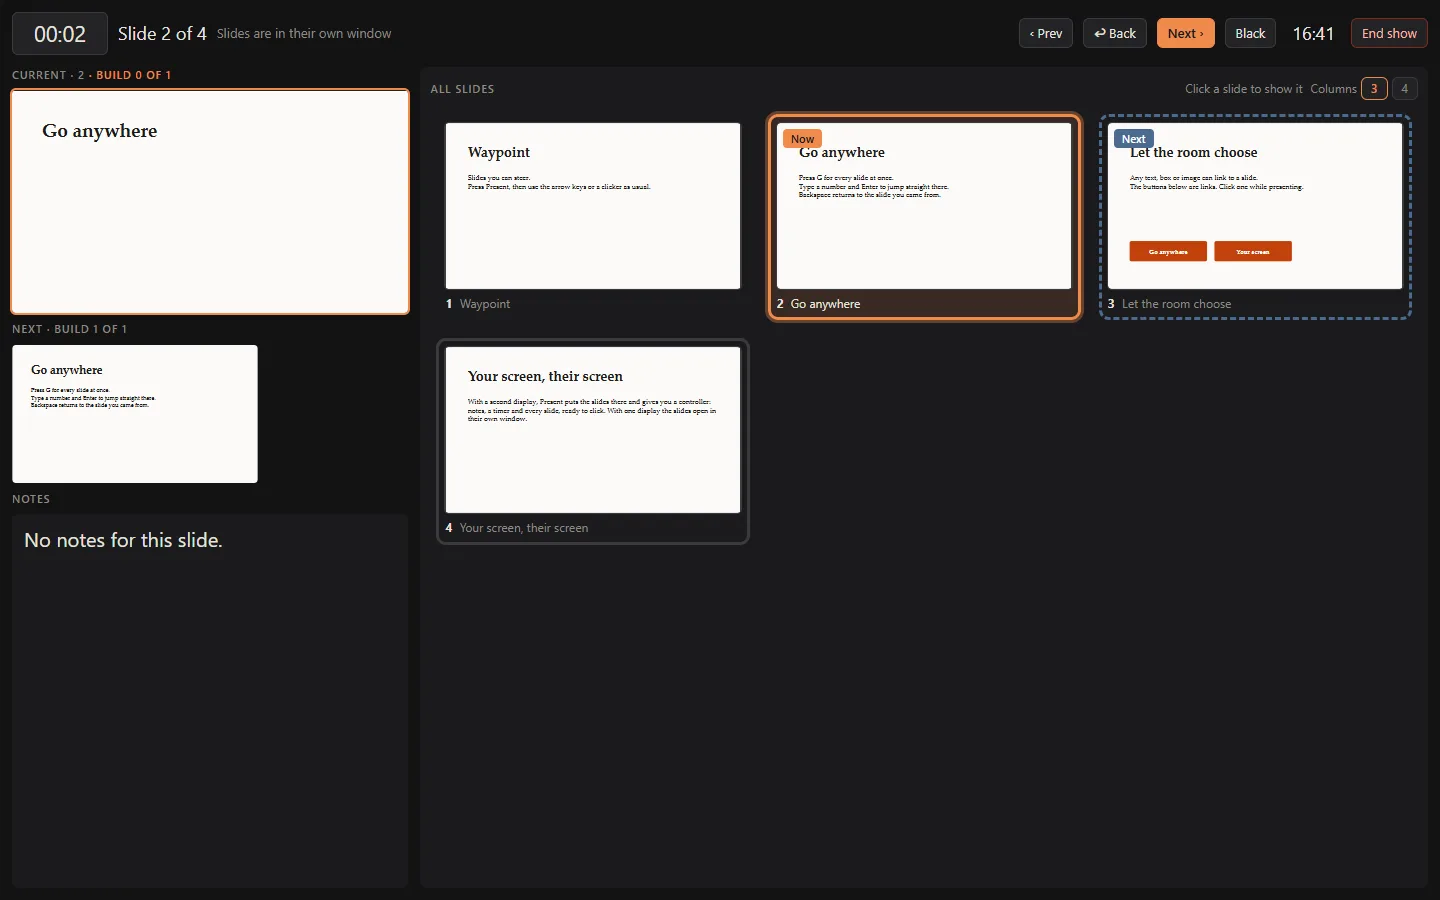 00:02
Slide 2 of 4
Slides are in their own window
‹ Prev
↩ Back
Next ›
Black
16:41
End show
CURRENT · 2 · BUILD 0 OF 1
Go anywhere
NEXT · BUILD 1 OF 1
Go anywhere
Press G for every slide at once.
Type a number and Enter to jump straight there.
Backspace returns to the slide you came from.
NOTES
No notes for this slide.
ALL SLIDES
Click a slide to show it
Columns
3
4
Waypoint
Slides you can steer.
Press Present, then use the arrow keys or a clicker as usual.
1 Waypoint
Now
Go anywhere
Press G for every slide at once.
Type a number and Enter to jump straight there.
Backspace returns to the slide you came from.
2 Go anywhere
Next
Let the room choose
Any text, box or image can link to a slide.
The buttons below are links. Click one while presenting.
Go anywhere
Your screen
3 Let the room choose
Your screen, their screen
With a second display, Present puts the slides there and gives you a controller:
notes, a timer and every slide, ready to click. With one display the slides open in
their own window.
4 Your screen, their screen